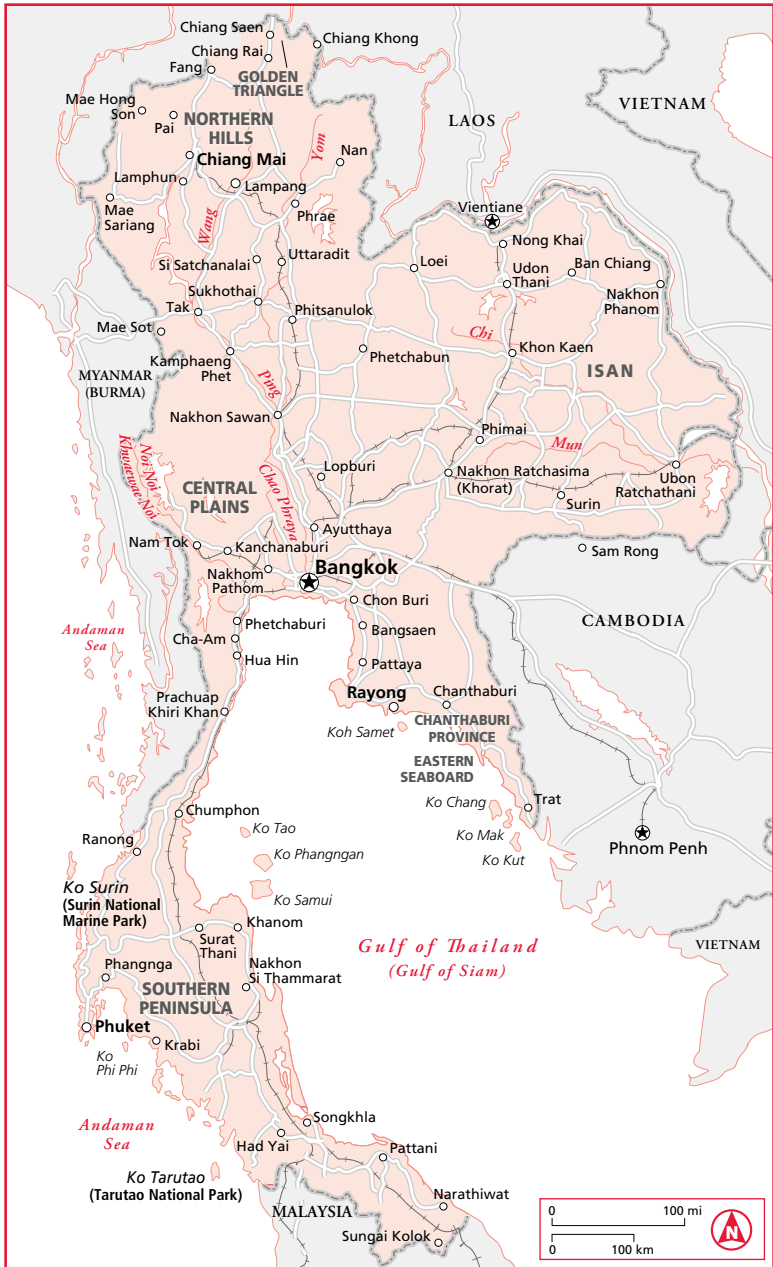 Chiang Saen
Chiang Khong
Chiang Rai
Fang
GOLDEN
TRIANGLE
Mae Hong
Son
Pai
NORTHERN
HILLS
LAOS
VIETNAM
Yom
Chiang Mai
Nan
Lamphun
Lampang
Mae
Sariang
Wang
Phrae
Vientiane
Nong Khai
Si Satchanalai
Uttaradit
Loei
Udon
Thani
Ban Chiang
Sukhothai
Nakhon
Phanom
Tak
Phitsanulok
Mae Sot
Chi
Kamphaeng
Phet
Phetchabun
Khon Kaen
MYANMAR
(BURMA)
ISAN
Ping
Nakhon Sawan
Phimai
Mun
Noi Noi
Khwaewae Noi
Chao Phraya
Lopburi
Nakhon Ratchasima
(Khorat)
Ubon
Ratchathani
CENTRAL
PLAINS
Surin
Ayutthaya
Nam Tok
Kanchanaburi
Sam Rong
Nakhom
Pathom
Bangkok
Chon Buri
CAMBODIA
Andaman
Sea
Phetchaburi
Bangsaen
Cha-Am
Hua Hin
Pattaya
Prachuap
Khiri Khan
Rayong
Chanthaburi
Koh Samet
CHANTHABURI
PROVINCE
EASTERN
SEABOARD
Chumphon
Ko Chang
Trat
Ko Tao
Ko Mak
Ranong
Ko Phangngan
Ko Kut
Phnom Penh
Ko Surin
(Surin National
Marine Park)
Ko Samui
Khanom
Surat
Thani
Gulf of Thailand
(Gulf of Siam)
VIETNAM
Phangnga
Nakhon
Si Thammarat
SOUTHERN
PENINSULA
Phuket
Krabi
Ko
Phi Phi
Andaman
Sea
Songkhla
Had Yai
Pattani
Ko Tarutao
(Tarutao National Park)
Narathiwat
MALAYSIA
Sungai Kolok
0 100 mi
0 100 km
N